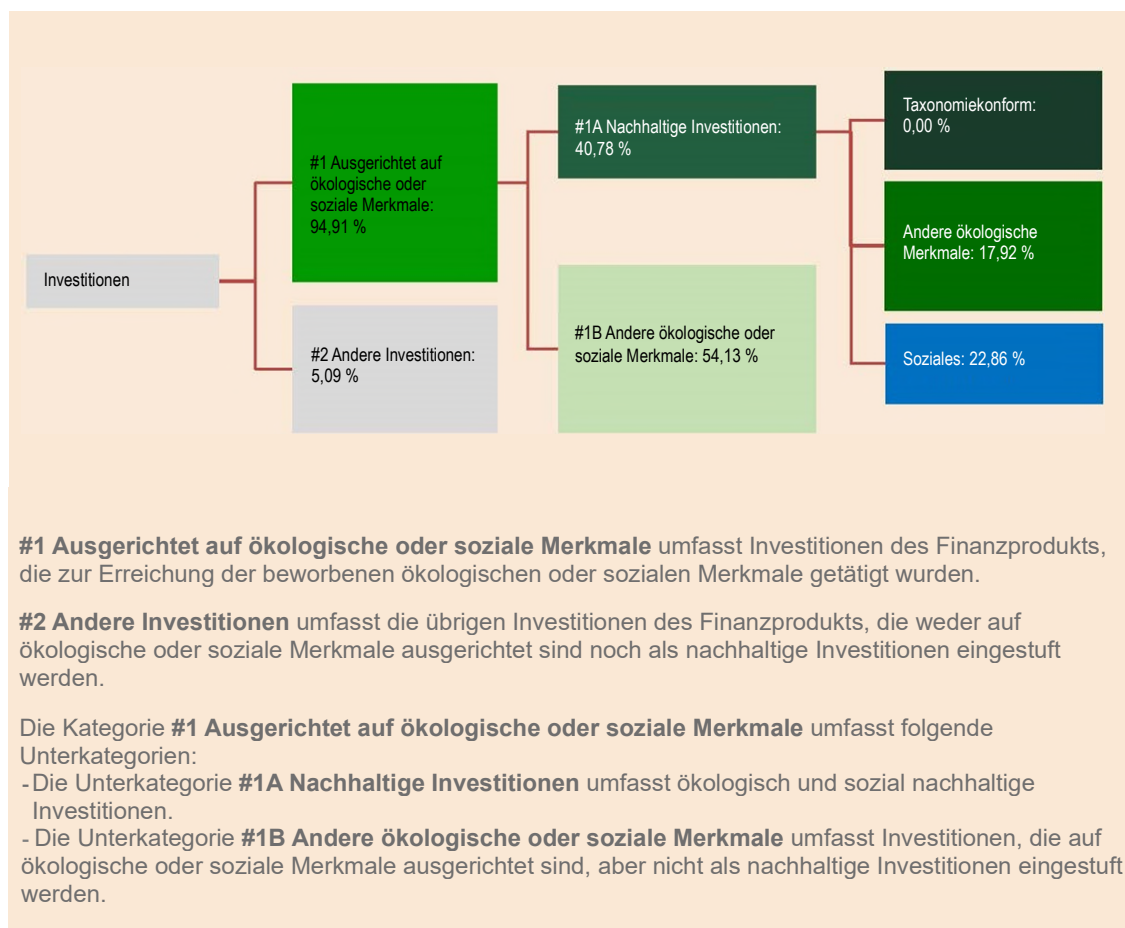 Investitionen
#1 Ausgerichtet auf
ökologische oder
soziale Merkmale:
94,91 %
#2 Andere Investitionen:
5,09 %
#1A Nachhaltige Investitionen:
40,78 %
#1B Andere ökologische oder
soziale Merkmale: 54,13 %
Taxonomiekonform:
0,00 %
Andere ökologische
Merkmale: 17,92 %
Soziales: 22,86 %
#1 Ausgerichtet auf ökologische oder soziale Merkmale umfasst Investitionen des Finanzprodukts,
die zur Erreichung der beworbenen ökologischen oder sozialen Merkmale getätigt wurden.
#2 Andere Investitionen umfasst die übrigen Investitionen des Finanzprodukts, die weder auf
ökologische oder soziale Merkmale ausgerichtet sind noch als nachhaltige Investitionen eingestuft
werden.
Die Kategorie #1 Ausgerichtet auf ökologische oder soziale Merkmale umfasst folgende
Unterkategorien:
- Die Unterkategorie #1A Nachhaltige Investitionen umfasst ökologisch und sozial nachhaltige
Investitionen.
- Die Unterkategorie #1B Andere ökologische oder soziale Merkmale umfasst Investitionen, die auf
ökologische oder soziale Merkmale ausgerichtet sind, aber nicht als nachhaltige Investitionen eingestuft
werden.